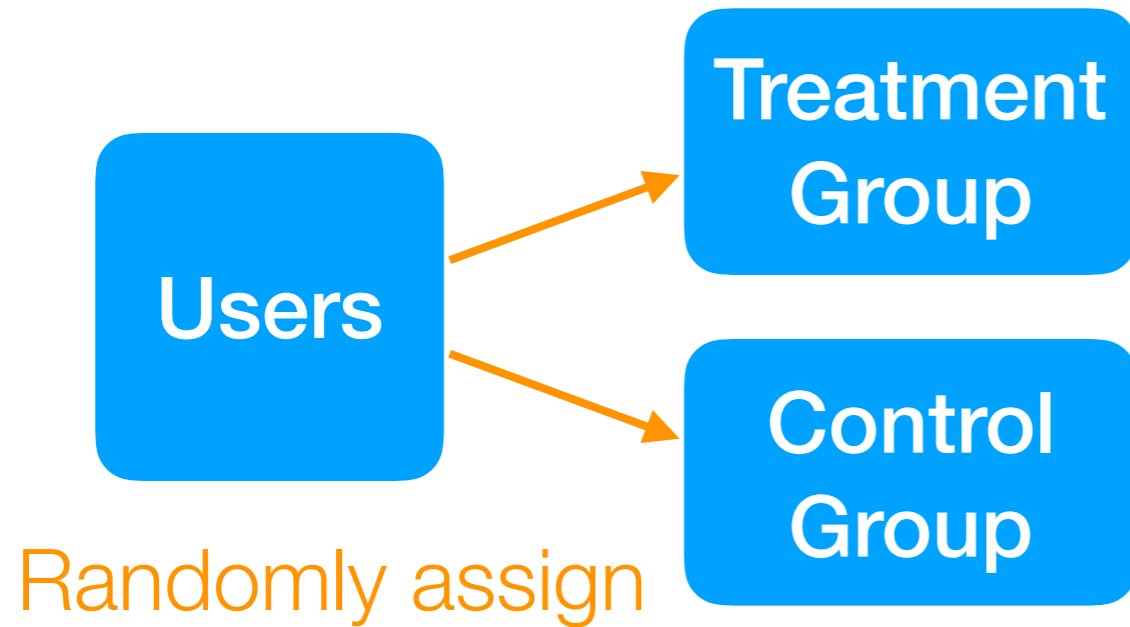 Users
Treatment
Group
Control
Group
Randomly assign